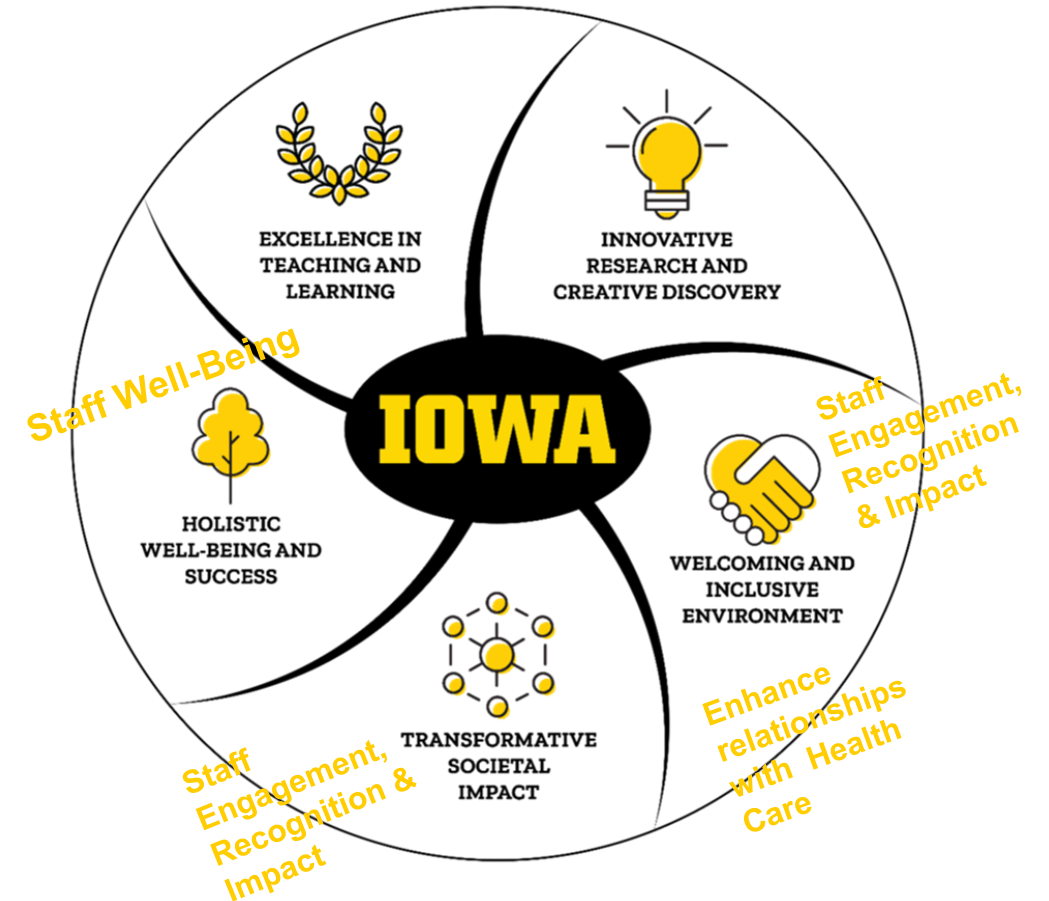 EXCELLENCE IN
TEACHING AND
LEARNING
INNOVATIVE
RESEARCH AND
CREATIVE DISCOVERY
Staff Well-Being
IOWA
Staff
Engagement,
Recognition
& Impact
HOLISTIC
WELL-BEING AND
SUCCESS
WELCOMING AND
INCLUSIVE
ENVIRONMENT
TRANSFORMATIVE
SOCIETAL
IMPACT
Staff
Engagement,
Recognition &
Impact
Enhance
relationships
with Health
Care